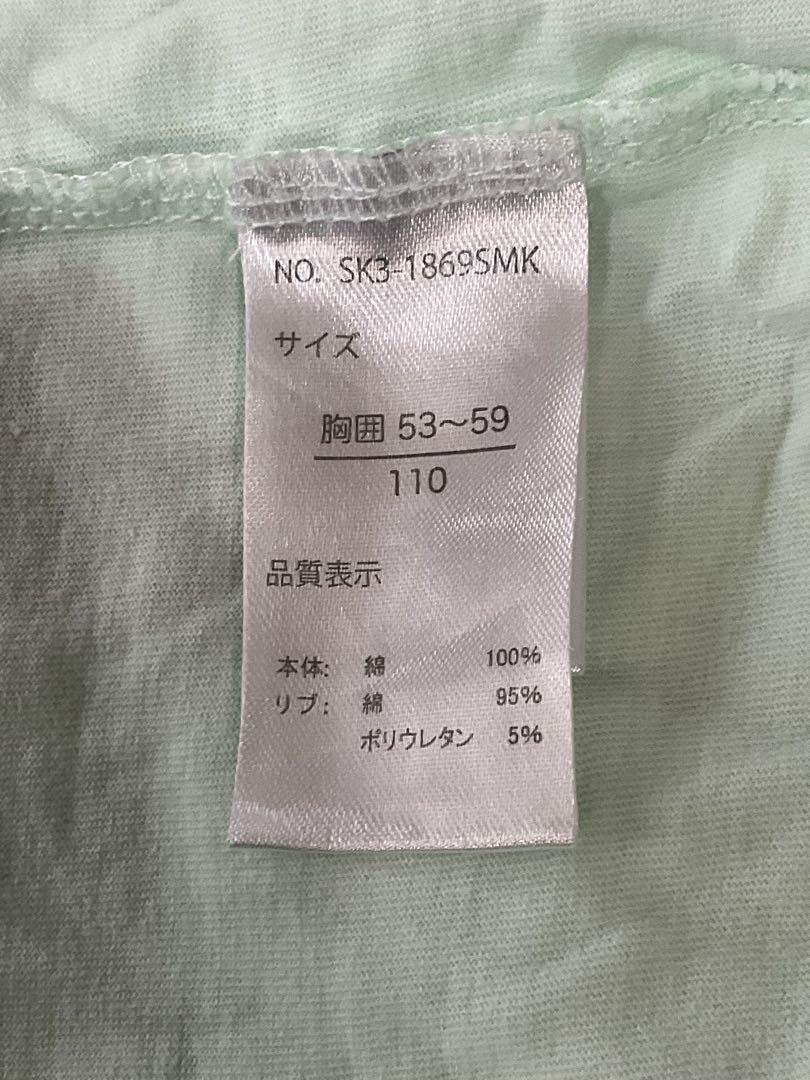 NO. SK3-1869SMK
サイズ
胸囲 53～59
110
品質表示
本体: 綿 100%
リブ: 綿 95%
ポリウレタン 5%